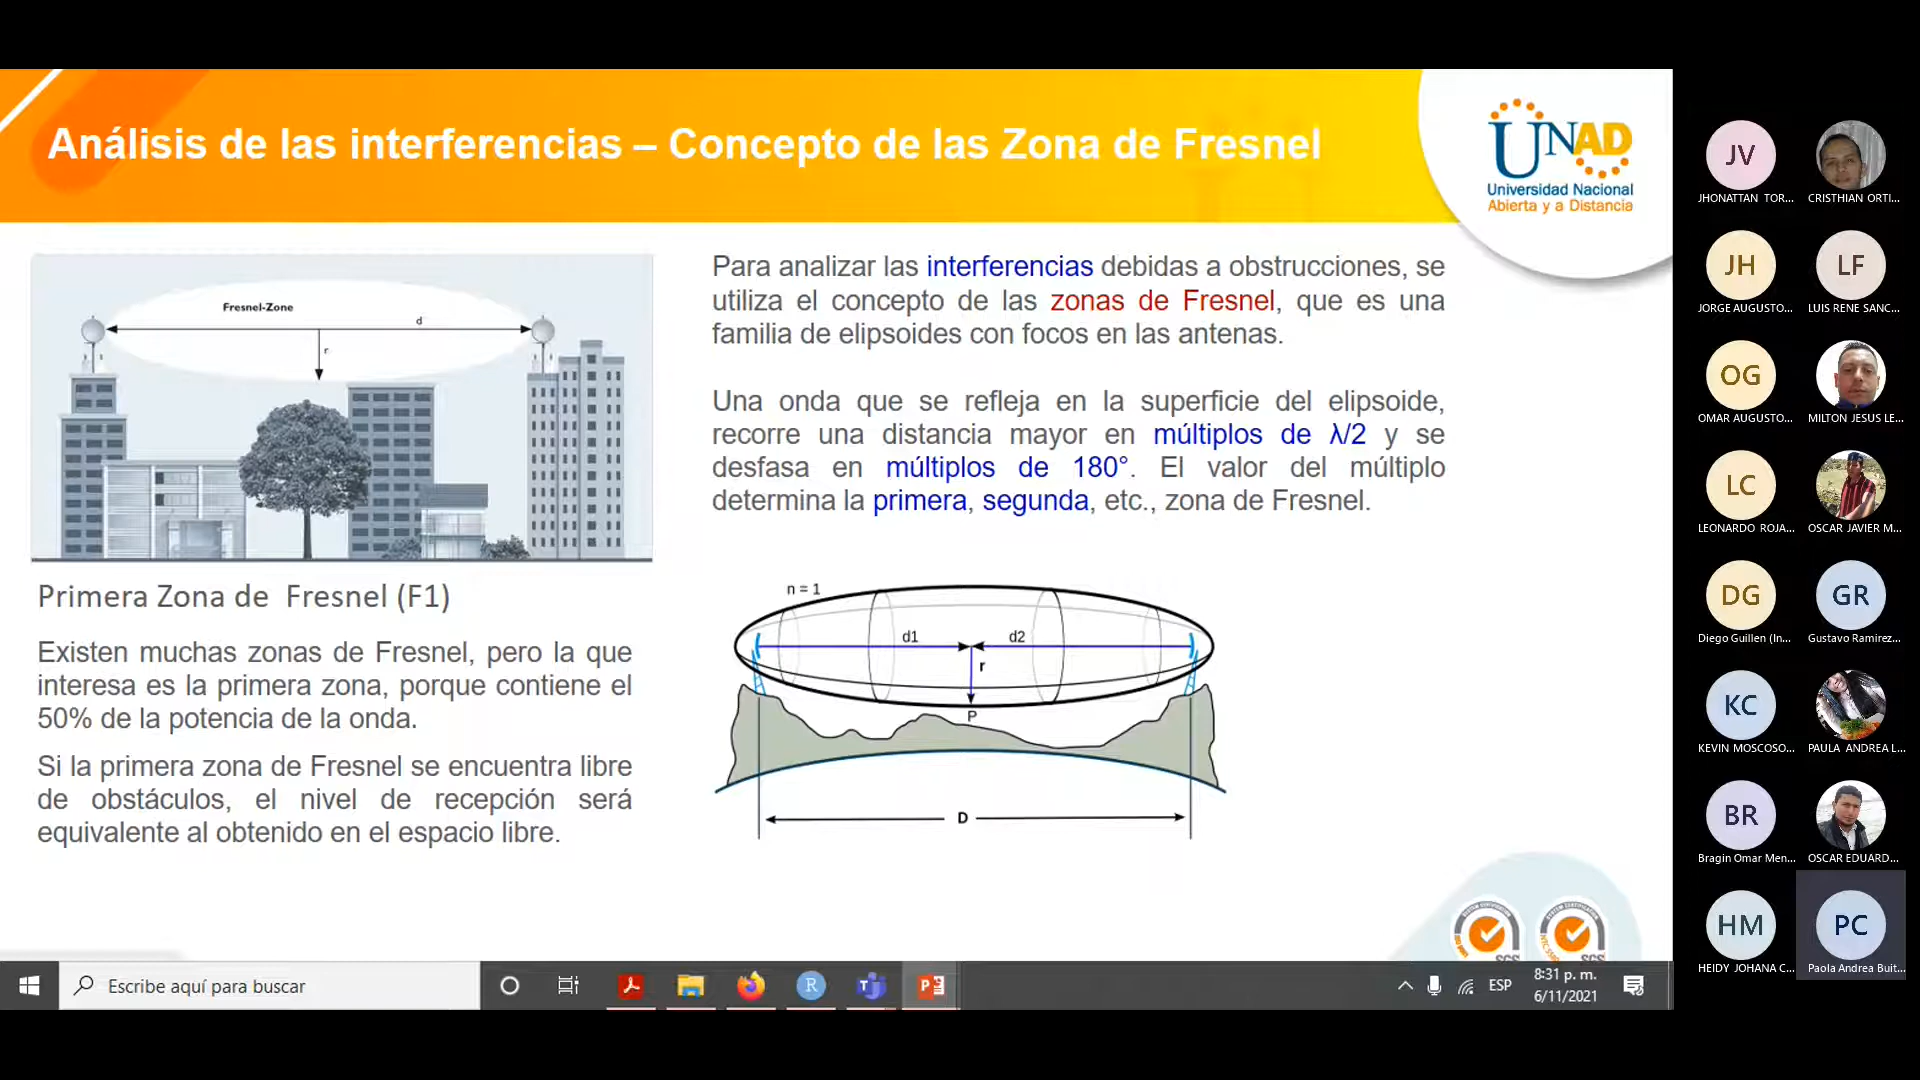 Análisis de las interferencias – Concepto de las Zona de Fresnel
UNAD
Universidad Nacional
Abierta y a Distancia
Fresnel-Zone
d
r
Primera Zona de Fresnel (F1)
Existen muchas zonas de Fresnel, pero la que
interesa es la primera zona, porque contiene el
50% de la potencia de la onda.
Si la primera zona de Fresnel se encuentra libre
de obstáculos, el nivel de recepción será
equivalente al obtenido en el espacio libre.
Para analizar las interferencias debidas a obstrucciones, se
utiliza el concepto de las zonas de Fresnel, que es una
familia de elipsoides con focos en las antenas.
Una onda que se refleja en la superficie del elipsoide,
recorre una distancia mayor en múltiplos de λ/2 y se
desfasa en múltiplos de 180°. El valor del múltiplo
determina la primera, segunda, etc., zona de Fresnel.
n = 1
d1
d2
r
P
D
SGS
SGS
Escribe aquí para buscar
ESP
8:31 p. m.
6/11/2021
JV
JHONATTAN TOR...
CRISTHIAN ORTI...
JH
JORGE AUGUSTO...
LF
LUIS RENE SANC...
OG
OMAR AUGUSTO...
MILTON JESUS LE...
LC
LEONARDO ROJA...
OSCAR JAVIER M...
DG
Diego Guillen (In...
GR
Gustavo Ramirez...
KC
KEVIN MOSCOSO...
PAULA ANDREA L...
BR
Bragin Omar Men...
OSCAR EDUARD...
HM
HEIDY JOHANA C...
PC
Paola Andrea Buit...